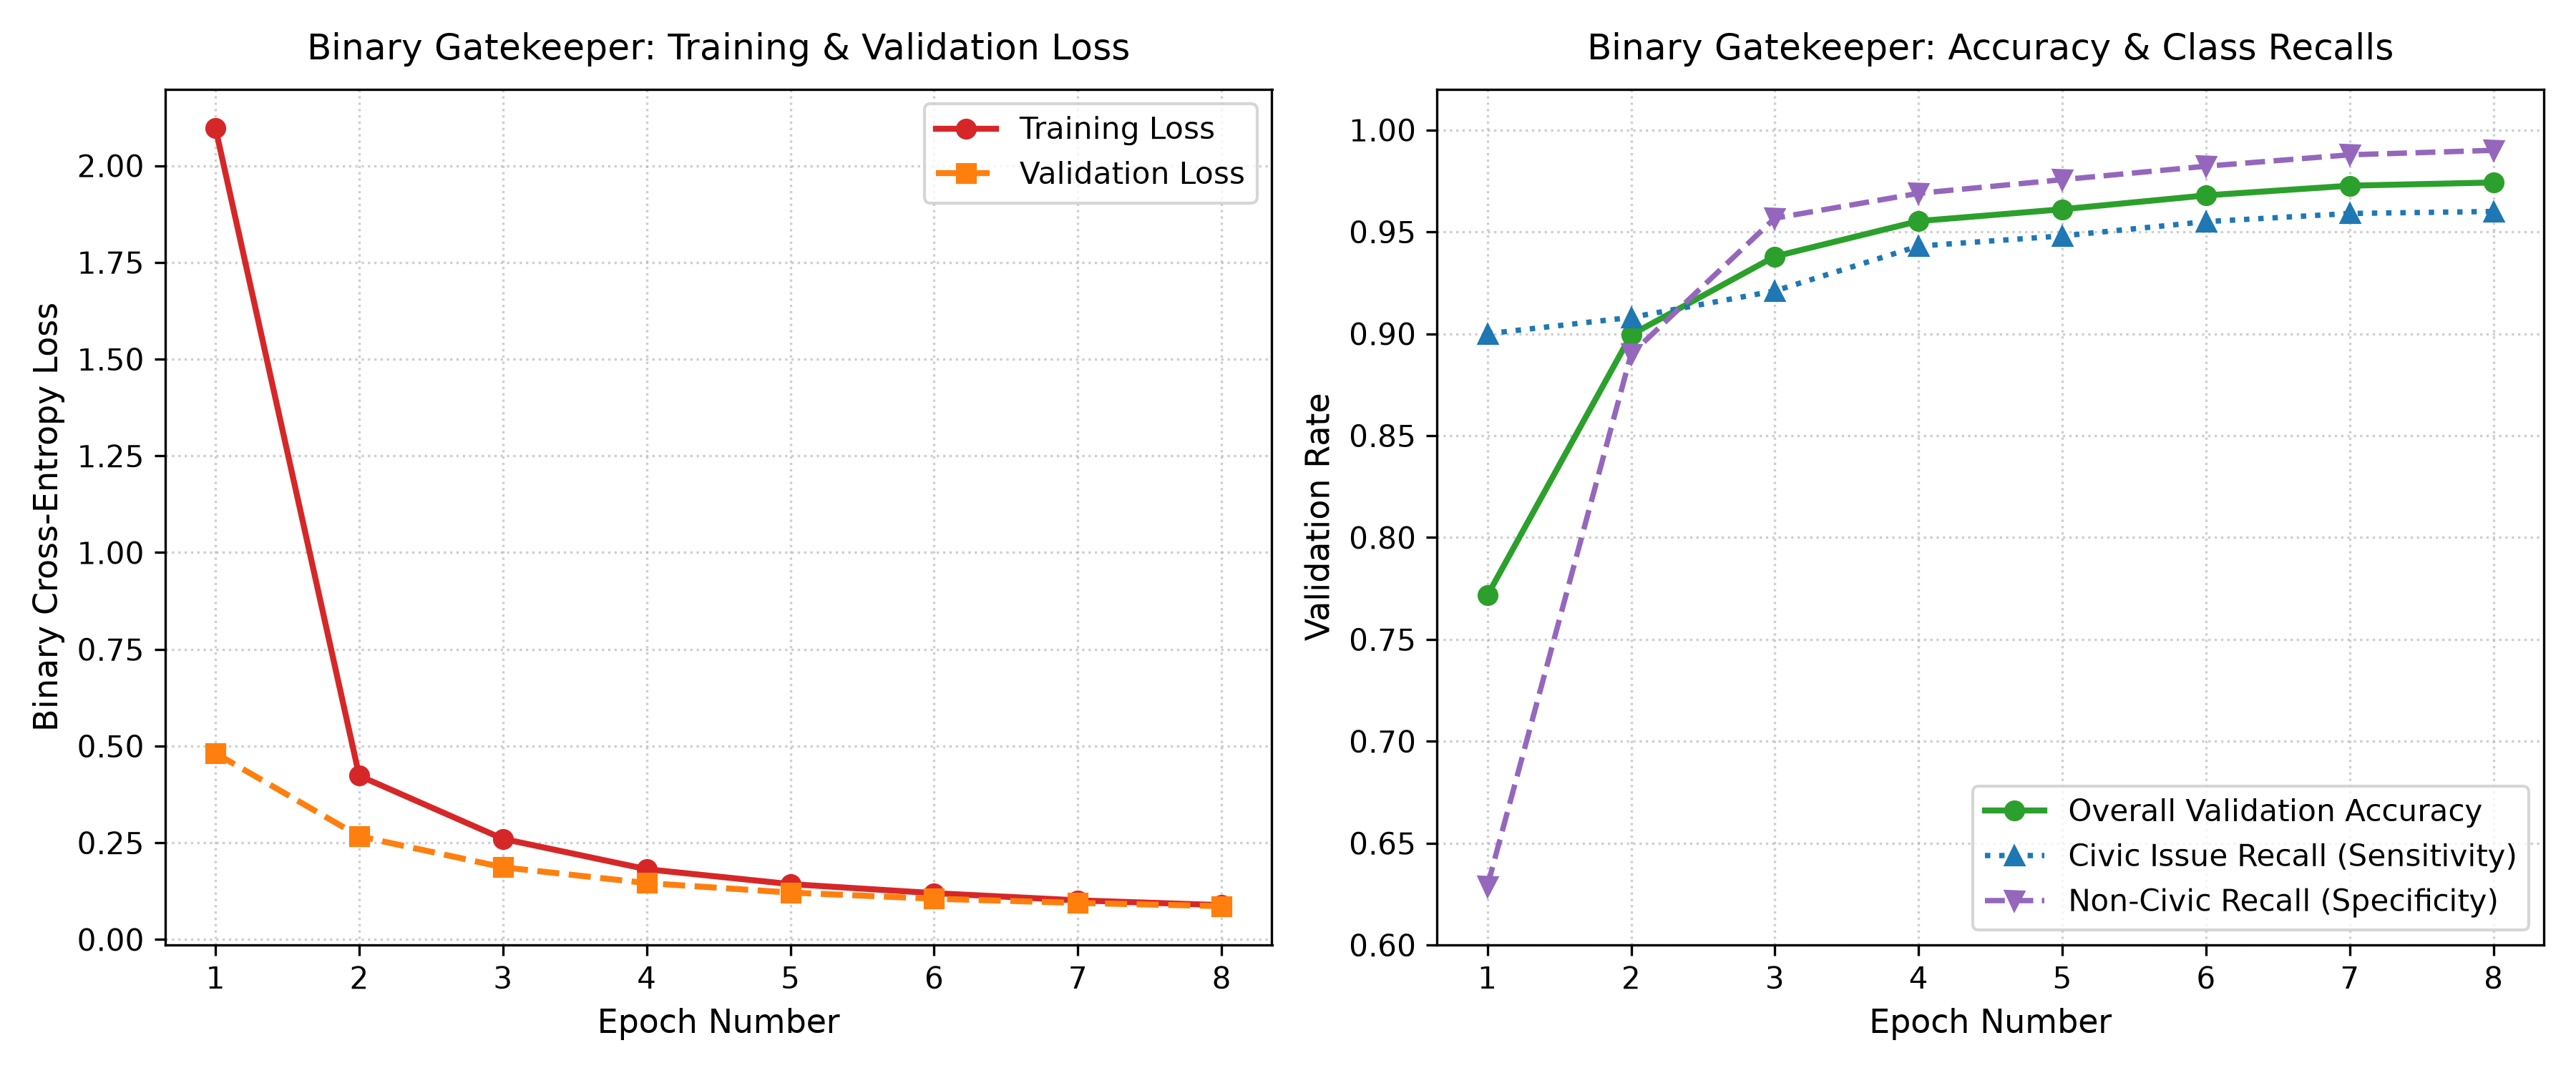 Binary Gatekeeper: Training & Validation Loss
Training Loss
Validation Loss
Binary Cross-Entropy Loss
2.00
1.75
1.50
1.25
1.00
0.75
0.50
0.25
0.00
1 2 3 4 5 6 7 8
Epoch Number
Binary Gatekeeper: Accuracy & Class Recalls
Validation Rate
1.00
0.95
0.90
0.85
0.80
0.75
0.70
0.65
0.60
Overall Validation Accuracy
Civic Issue Recall (Sensitivity)
Non-Civic Recall (Specificity)
1 2 3 4 5 6 7 8
Epoch Number